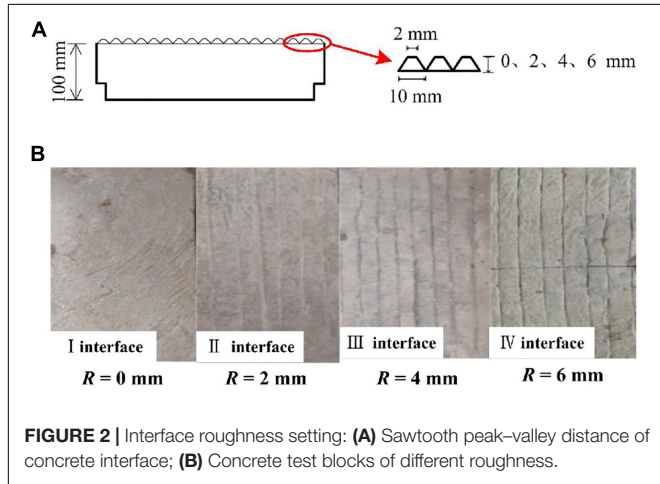 A
100 mm
2 mm
0、2、4、6 mm
10 mm
B
I interface
II interface
III interface
IV interface
R = 0 mm
R = 2 mm
R = 4 mm
R = 6 mm
FIGURE 2 | Interface roughness setting: (A) Sawtooth peak–valley distance of
concrete interface; (B) Concrete test blocks of different roughness.